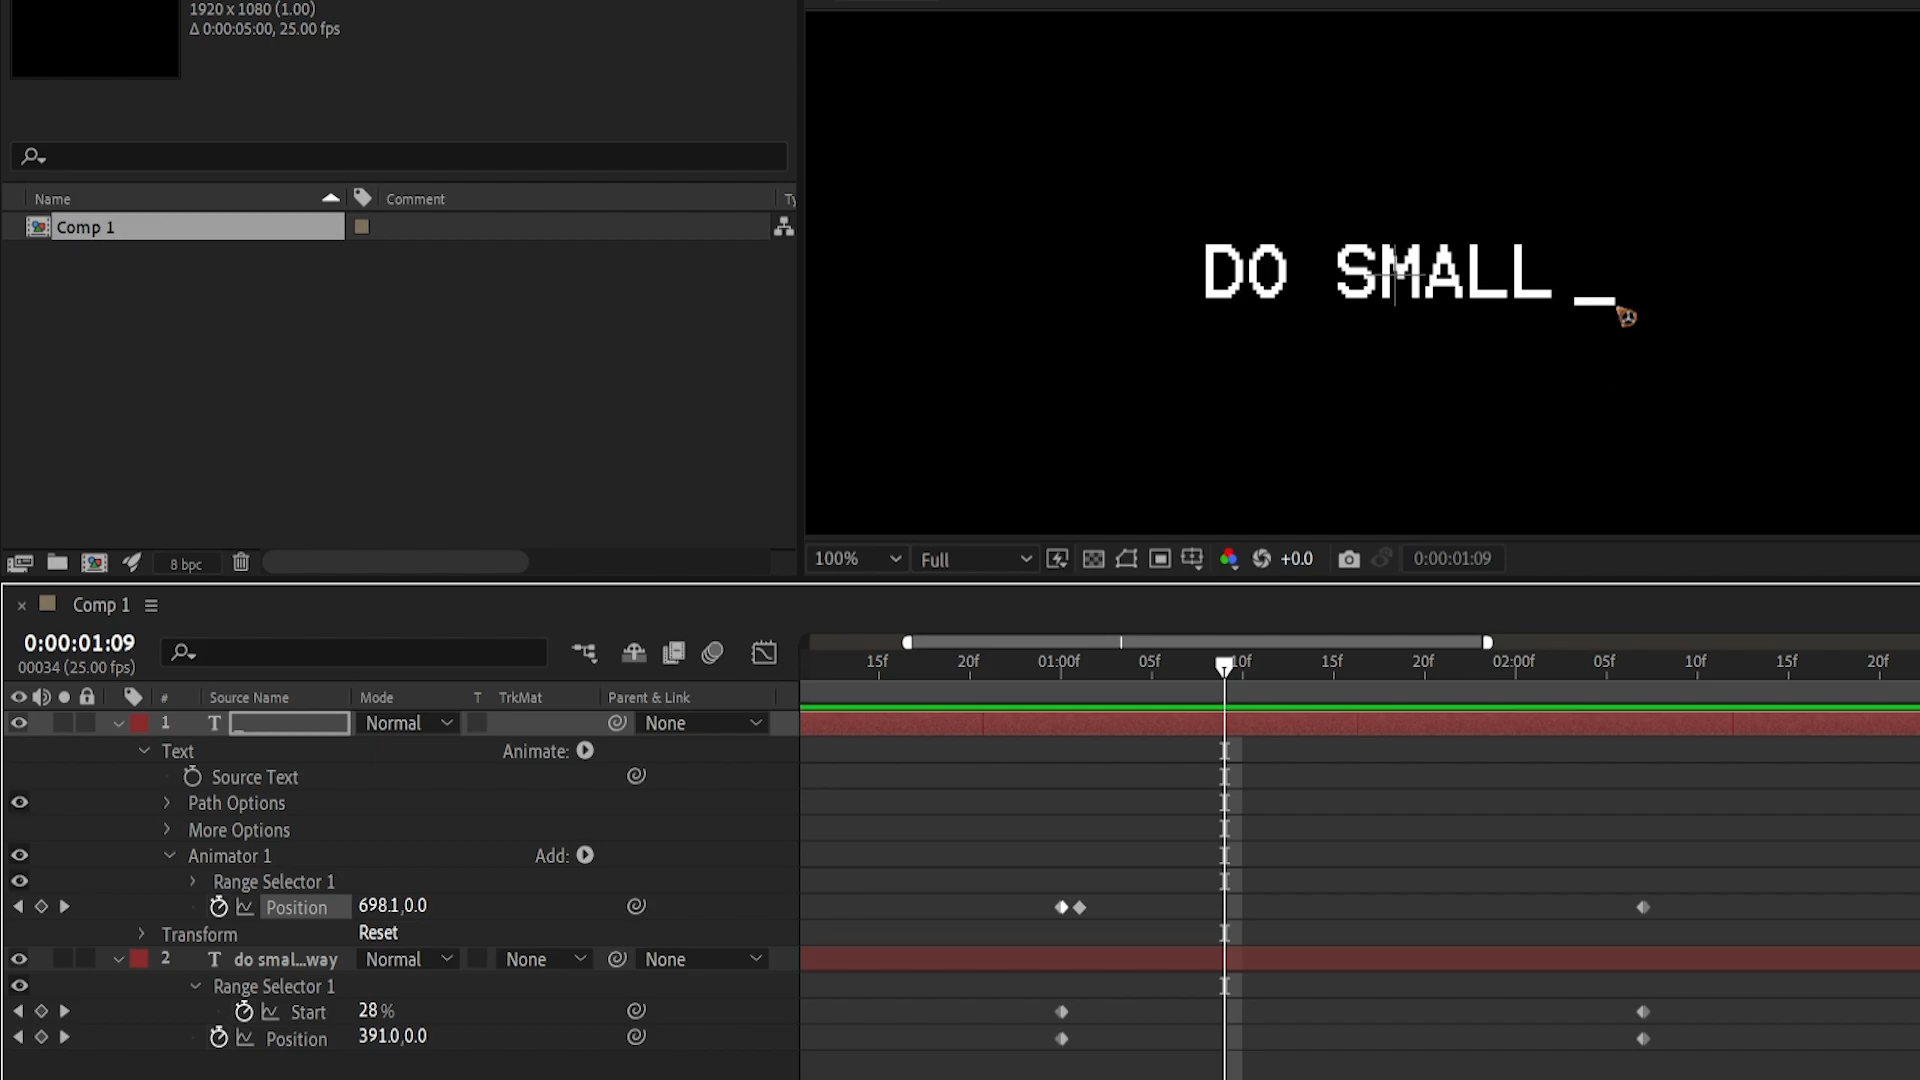 1920 x 1080 (1.00)
Δ 0:00:05:00, 25.00 fps
Name Comment Ty
Comp 1
8 bpc
DO SMALL _
100% Full +0.0 0:00:01:09
× Comp 1
0:00:01:09
00034 (25.00 fps)
15f 20f 01:00f 05f 10f 15f 20f 02:00f 05f 10f 15f 20f
# Source Name Mode T TrkMat Parent & Link
1 T _ Normal None
Text Animate:
Source Text
Path Options
More Options
Animator 1 Add:
Range Selector 1
Position 698.1,0.0
Transform Reset
2 T do smal...way Normal None None
Range Selector 1
Start 28 %
Position 391.0,0.0